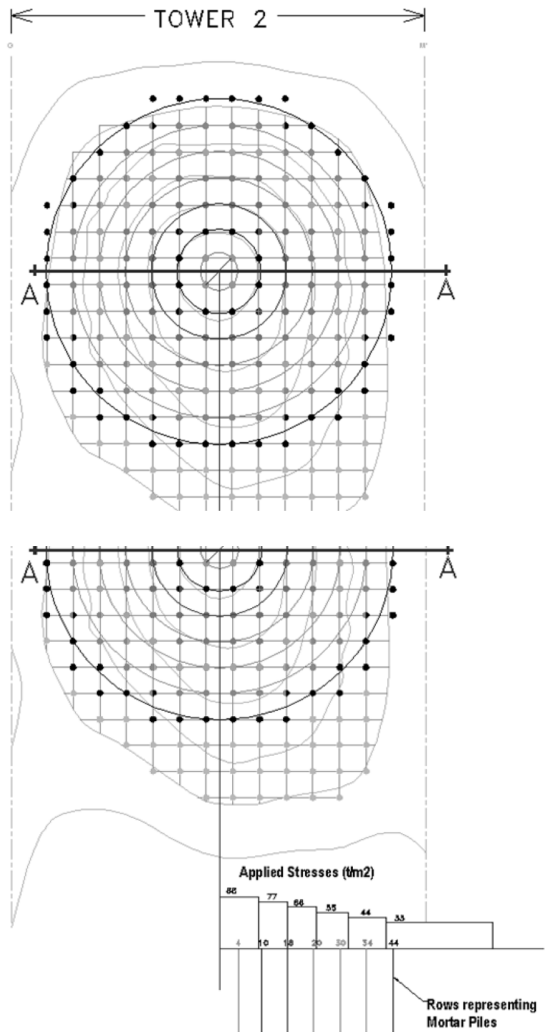 TOWER 2
A A
A A
Applied Stresses (t/m2)
88 77 66 55 44 33
4 10 16 20 30 34 44
Rows representing
Mortar Piles